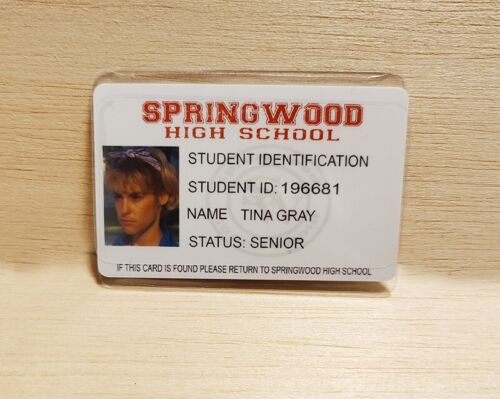 SPRINGWOOD
HIGH SCHOOL
STUDENT IDENTIFICATION
STUDENT ID: 196681
NAME TINA GRAY
STATUS: SENIOR
IF THIS CARD IS FOUND PLEASE RETURN TO SPRINGWOOD HIGH SCHOOL